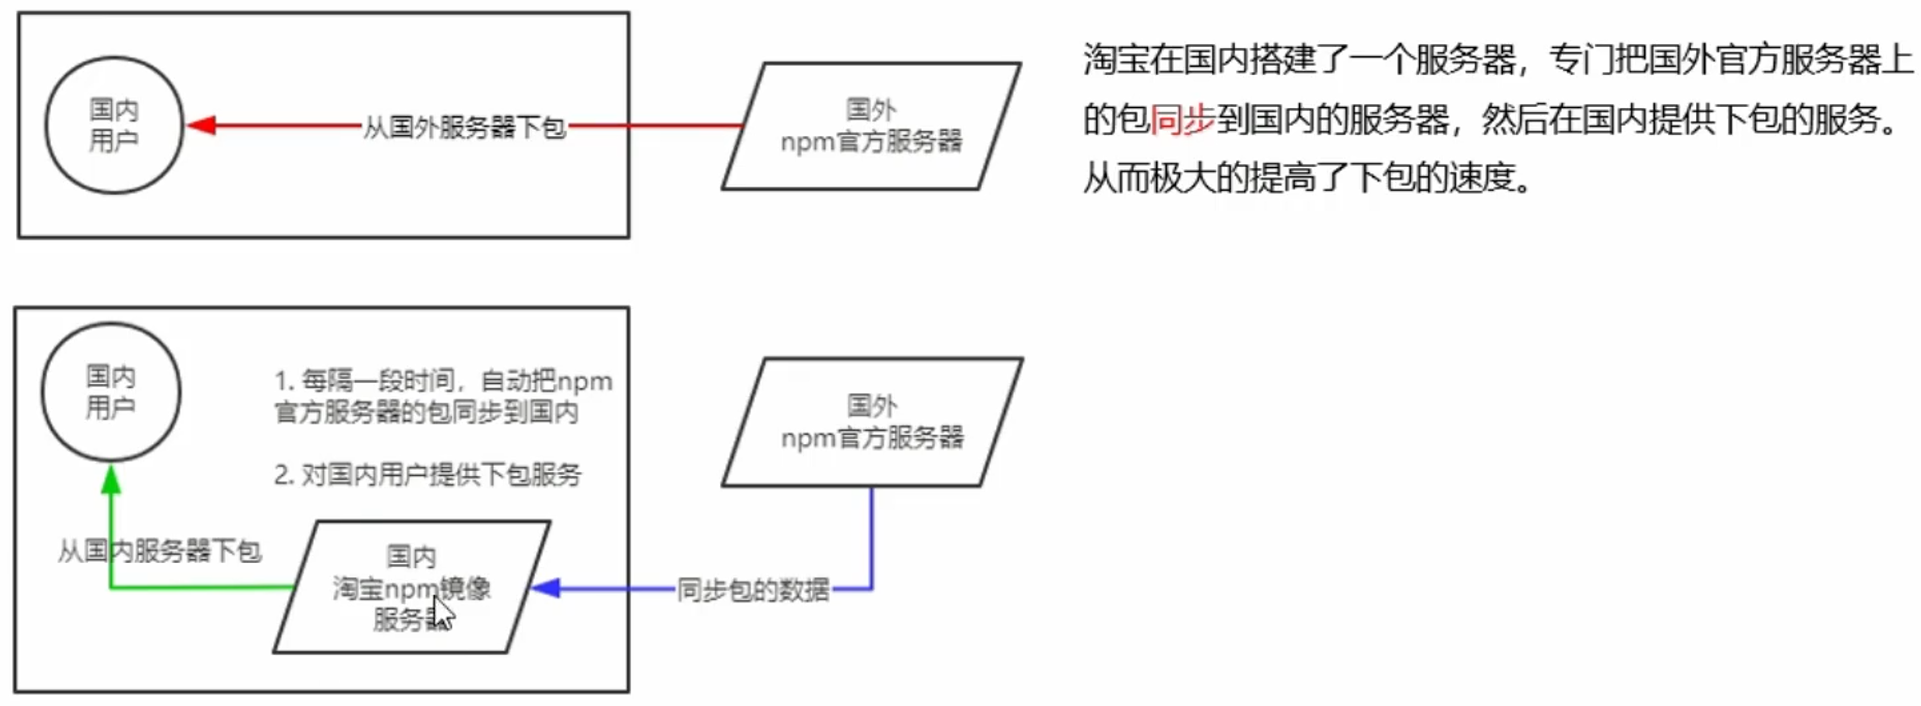 国内
用户
从国外服务器下包
国外
npm官方服务器
淘宝在国内搭建了一个服务器，专门把国外官方服务器上
的包同步到国内的服务器，然后在国内提供下包的服务。
从而极大的提高了下包的速度。
国内
用户
1. 每隔一段时间，自动把npm
官方服务器的包同步到国内
2. 对国内用户提供下包服务
国外
npm官方服务器
从国内服务器下包
国内
淘宝npm镜像
服务器
同步包的数据